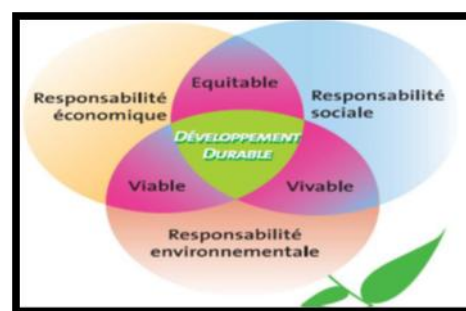 Equitable
Responsabilité
économique
Responsabilité
sociale
DÉVELOPPEMENT
DURABLE
Viable
Vivable
Responsabilité
environnementale